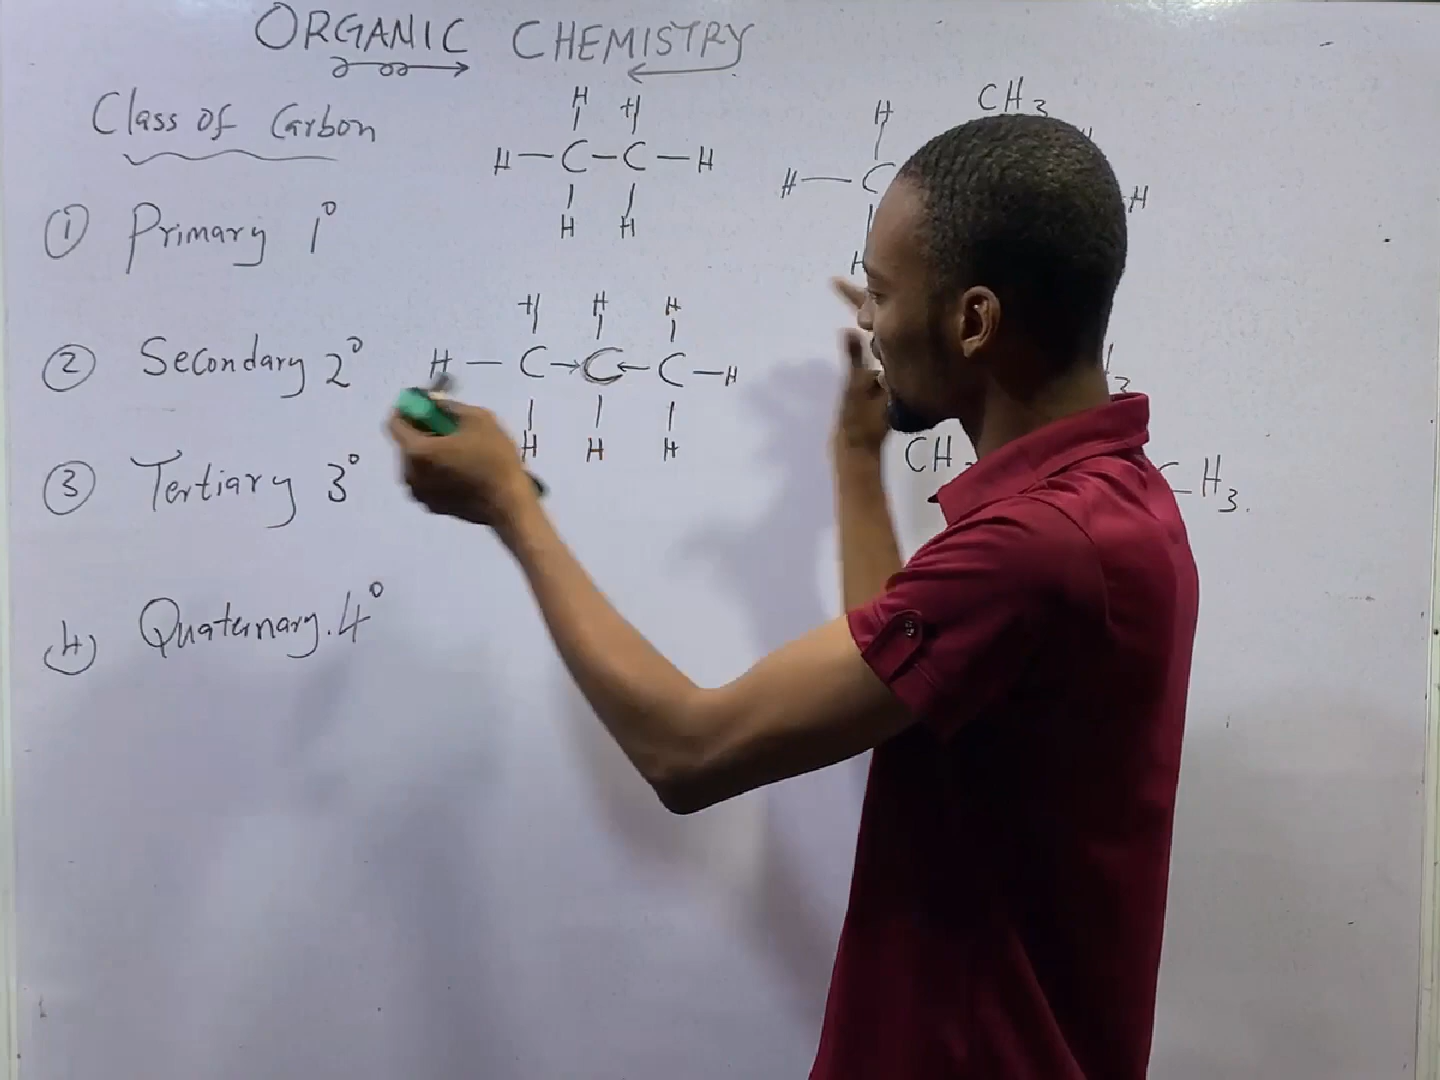 ORGANIC CHEMISTRY
Class of Carbon
① Primary 1°
② Secondary 2°
③ Tertiary 3°
④ Quaternary. 4°
H H
H—C—C—H
H H
H H H
H—C→C←C—H
H H H
CH3
H
H—C
H
H
CH
H3.